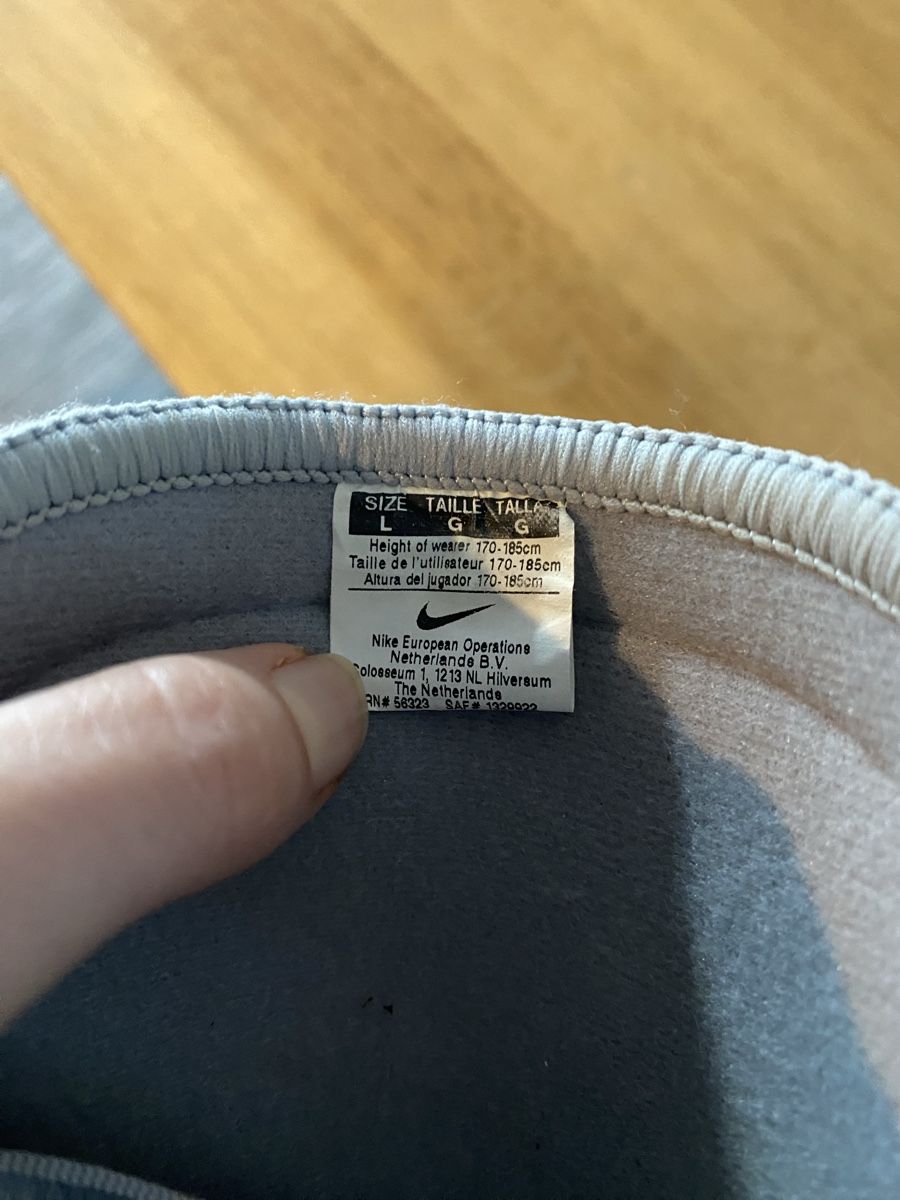 SIZE TAILLE TALLA
L G G
Height of wearer 170-185cm
Taille de l'utilisateur 170-185cm
Altura del jugador 170-185cm
Nike European Operations
Netherlands B.V.
Colosseum 1, 1213 NL Hilversum
The Netherlands
RN# 56323 SAF# 1329922